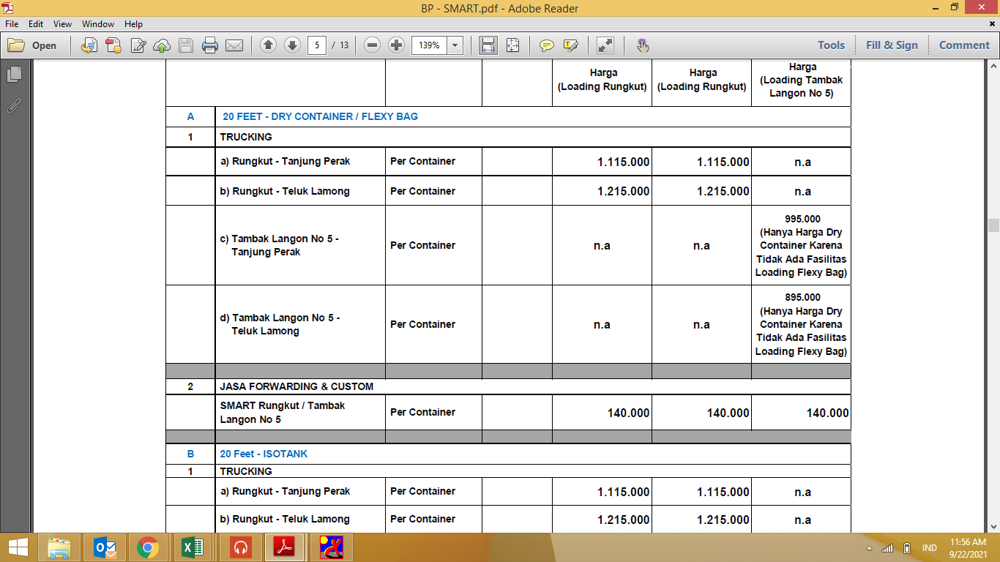 BP - SMART.pdf - Adobe Reader
File Edit View Window Help
Open 5 / 13 139% Tools Fill & Sign Comment
Harga
(Loading Rungkut)
Harga
(Loading Rungkut)
Harga
(Loading Tambak
Langon No 5)
A 20 FEET - DRY CONTAINER / FLEXY BAG
1 TRUCKING
a) Rungkut - Tanjung Perak Per Container 1.115.000 1.115.000 n.a
b) Rungkut - Teluk Lamong Per Container 1.215.000 1.215.000 n.a
c) Tambak Langon No 5 -
Tanjung Perak
Per Container n.a n.a
995.000
(Hanya Harga Dry
Container Karena
Tidak Ada Fasilitas
Loading Flexy Bag)
d) Tambak Langon No 5 -
Teluk Lamong
Per Container n.a n.a
895.000
(Hanya Harga Dry
Container Karena
Tidak Ada Fasilitas
Loading Flexy Bag)
2 JASA FORWARDING & CUSTOM
SMART Rungkut / Tambak
Langon No 5
Per Container 140.000 140.000 140.000
B 20 Feet - ISOTANK
1 TRUCKING
a) Rungkut - Tanjung Perak Per Container 1.115.000 1.115.000 n.a
b) Rungkut - Teluk Lamong Per Container 1.215.000 1.215.000 n.a
IND
11:56 AM
9/22/2021